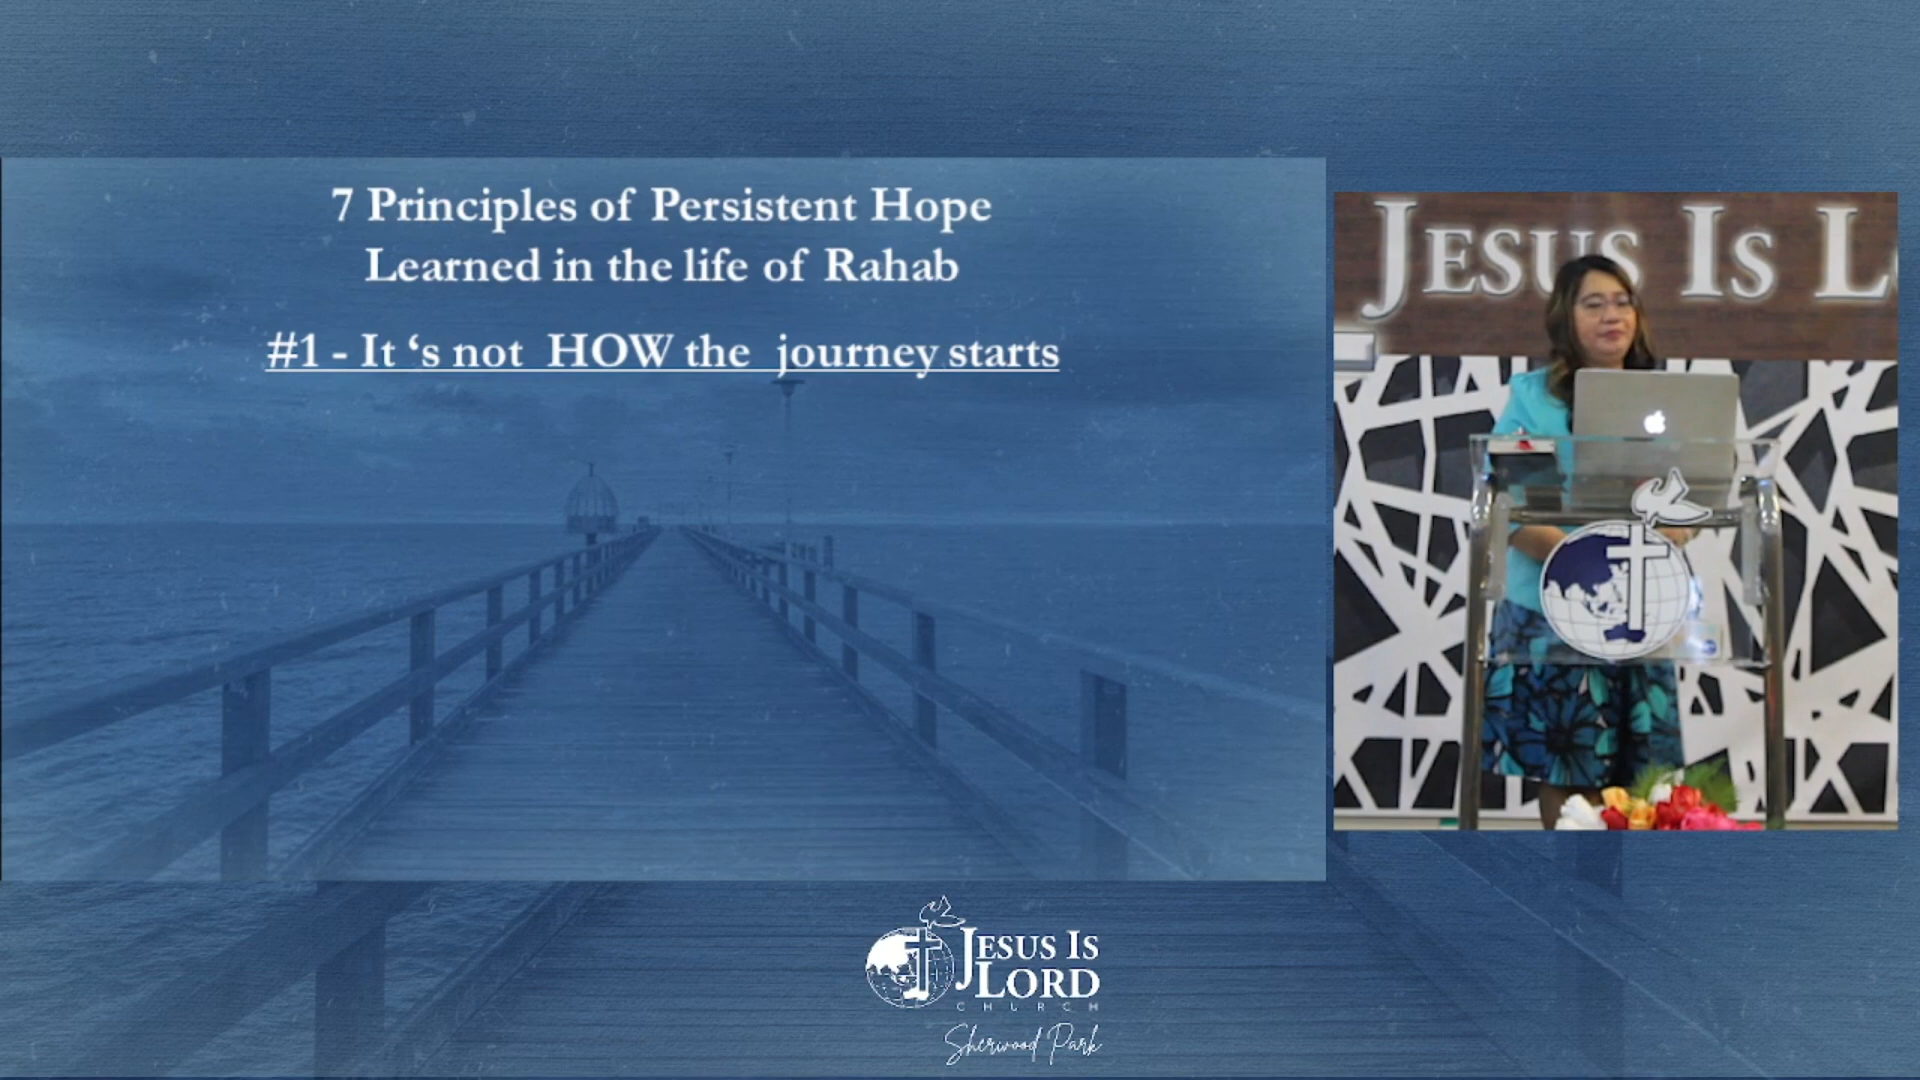 7 Principles of Persistent Hope
Learned in the life of Rahab
#1 - It ‘s not HOW the journey starts
JESUS IS L
JESUS IS
LORD
CHURCH
Sherwood Park